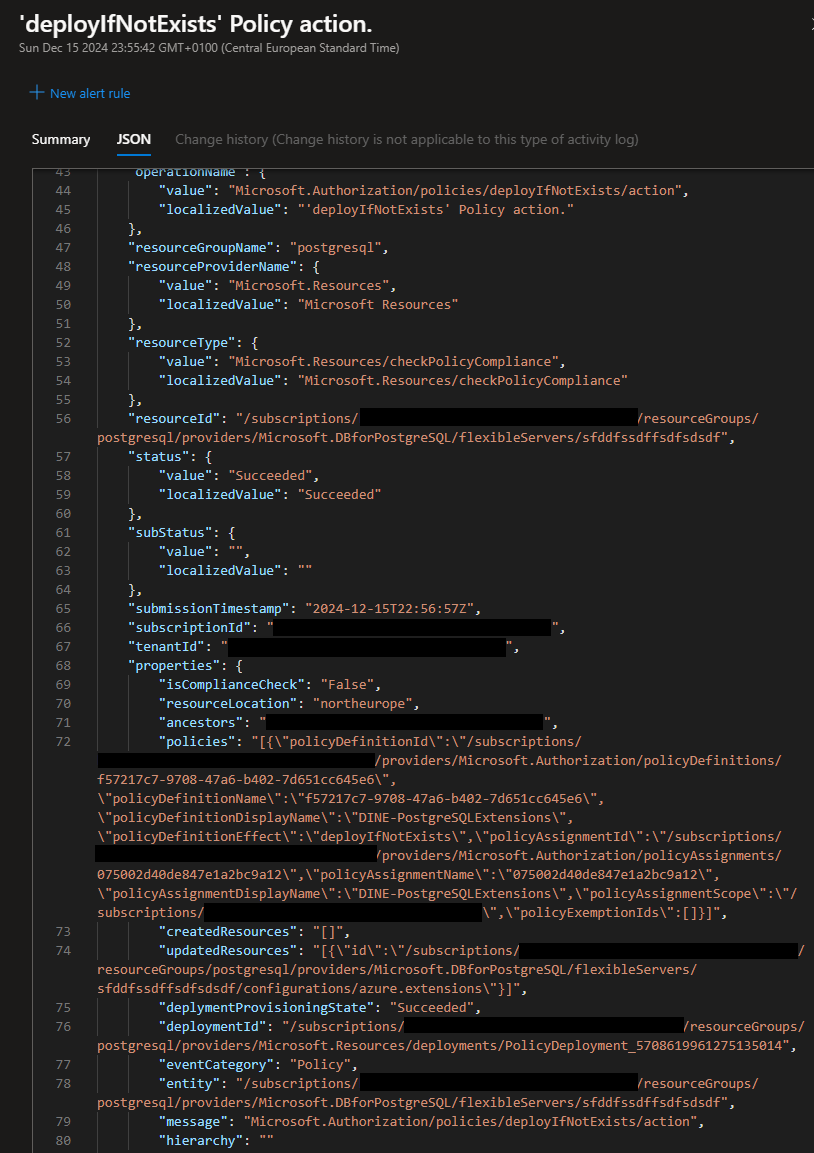 'deployIfNotExists' Policy action.
Sun Dec 15 2024 23:55:42 GMT+0100 (Central European Standard Time)
New alert rule
Summary JSON Change history (Change history is not applicable to this type of activity log)
43 "operationName": {
44 "value": "Microsoft.Authorization/policies/deployIfNotExists/action",
45 "localizedValue": "'deployIfNotExists' Policy action."
46 },
47 "resourceGroupName": "postgresql",
48 "resourceProviderName": {
49 "value": "Microsoft.Resources",
50 "localizedValue": "Microsoft Resources"
51 },
52 "resourceType": {
53 "value": "Microsoft.Resources/checkPolicyCompliance",
54 "localizedValue": "Microsoft.Resources/checkPolicyCompliance"
55 },
56 "resourceId": "/subscriptions/ /resourceGroups/
postgresql/providers/Microsoft.DBforPostgreSQL/flexibleServers/sfddfssdffsdfsdsdf",
57 "status": {
58 "value": "Succeeded",
59 "localizedValue": "Succeeded"
60 },
61 "subStatus": {
62 "value": "",
63 "localizedValue": ""
64 },
65 "submissionTimestamp": "2024-12-15T22:56:57Z",
66 "subscriptionId": " ",
67 "tenantId": " ",
68 "properties": {
69 "isComplianceCheck": "False",
70 "resourceLocation": "northeurope",
71 "ancestors": " ",
72 "policies": "[{\"policyDefinitionId\":\"/subscriptions/
/providers/Microsoft.Authorization/policyDefinitions/
f57217c7-9708-47a6-b402-7d651cc645e6\",
\"policyDefinitionName\":\"f57217c7-9708-47a6-b402-7d651cc645e6\",
\"policyDefinitionDisplayName\":\"DINE-PostgreSQLExtensions\",
\"policyDefinitionEffect\":\"deployIfNotExists\",\"policyAssignmentId\":\"/subscriptions/
/providers/Microsoft.Authorization/policyAssignments/
075002d40de847e1a2bc9a12\",\"policyAssignmentName\":\"075002d40de847e1a2bc9a12\",
\"policyAssignmentDisplayName\":\"DINE-PostgreSQLExtensions\",\"policyAssignmentScope\":\"/
subscriptions/ \",\"policyExemptionIds\":[]}]",
73 "createdResources": "[]",
74 "updatedResources": "[{\"id\":\"/subscriptions/ /
resourceGroups/postgresql/providers/Microsoft.DBforPostgreSQL/flexibleServers/
sfddfssdffsdfsdsdf/configurations/azure.extensions\"}]",
75 "deplymentProvisioningState": "Succeeded",
76 "deploymentId": "/subscriptions/ /resourceGroups/
postgresql/providers/Microsoft.Resources/deployments/PolicyDeployment_5708619961275135014",
77 "eventCategory": "Policy",
78 "entity": "/subscriptions/ /resourceGroups/
postgresql/providers/Microsoft.DBforPostgreSQL/flexibleServers/sfddfssdffsdfsdsdf",
79 "message": "Microsoft.Authorization/policies/deployIfNotExists/action",
80 "hierarchy": ""